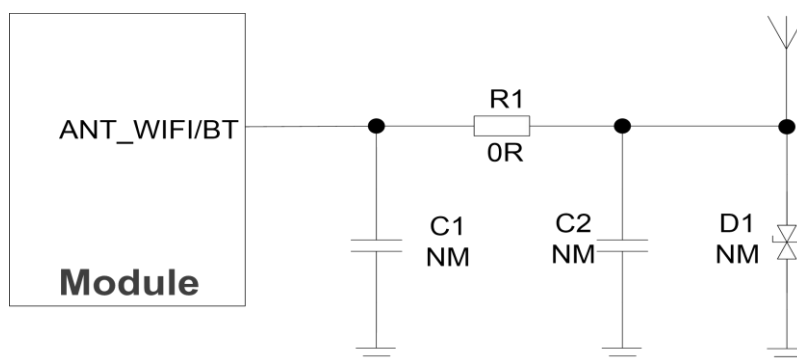 R1
ANT_WIFI/BT
0R
C1
NM
C2
NM
D1
NM
Module